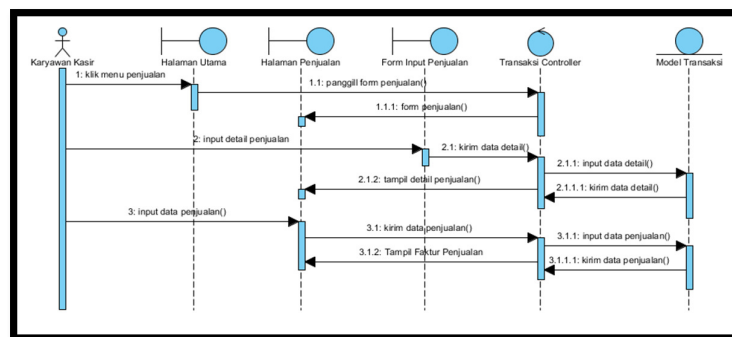 Karyawan Kasir
Halaman Utama
Halaman Penjualan
Form Input Penjualan
Transaksi Controller
Model Transaksi
1: klik menu penjualan
1.1: panggill form penjualan()
1.1.1: form penjualan()
2: input detail penjualan
2.1: kirim data detail()
2.1.1: input data detail()
2.1.2: tampil detail penjualan()
2.1.1.1: kirim data detail()
3: input data penjualan()
3.1: kirim data penjualan()
3.1.1: input data penjualan()
3.1.2: Tampil Faktur Penjualan
3.1.1.1: kirim data penjualan()